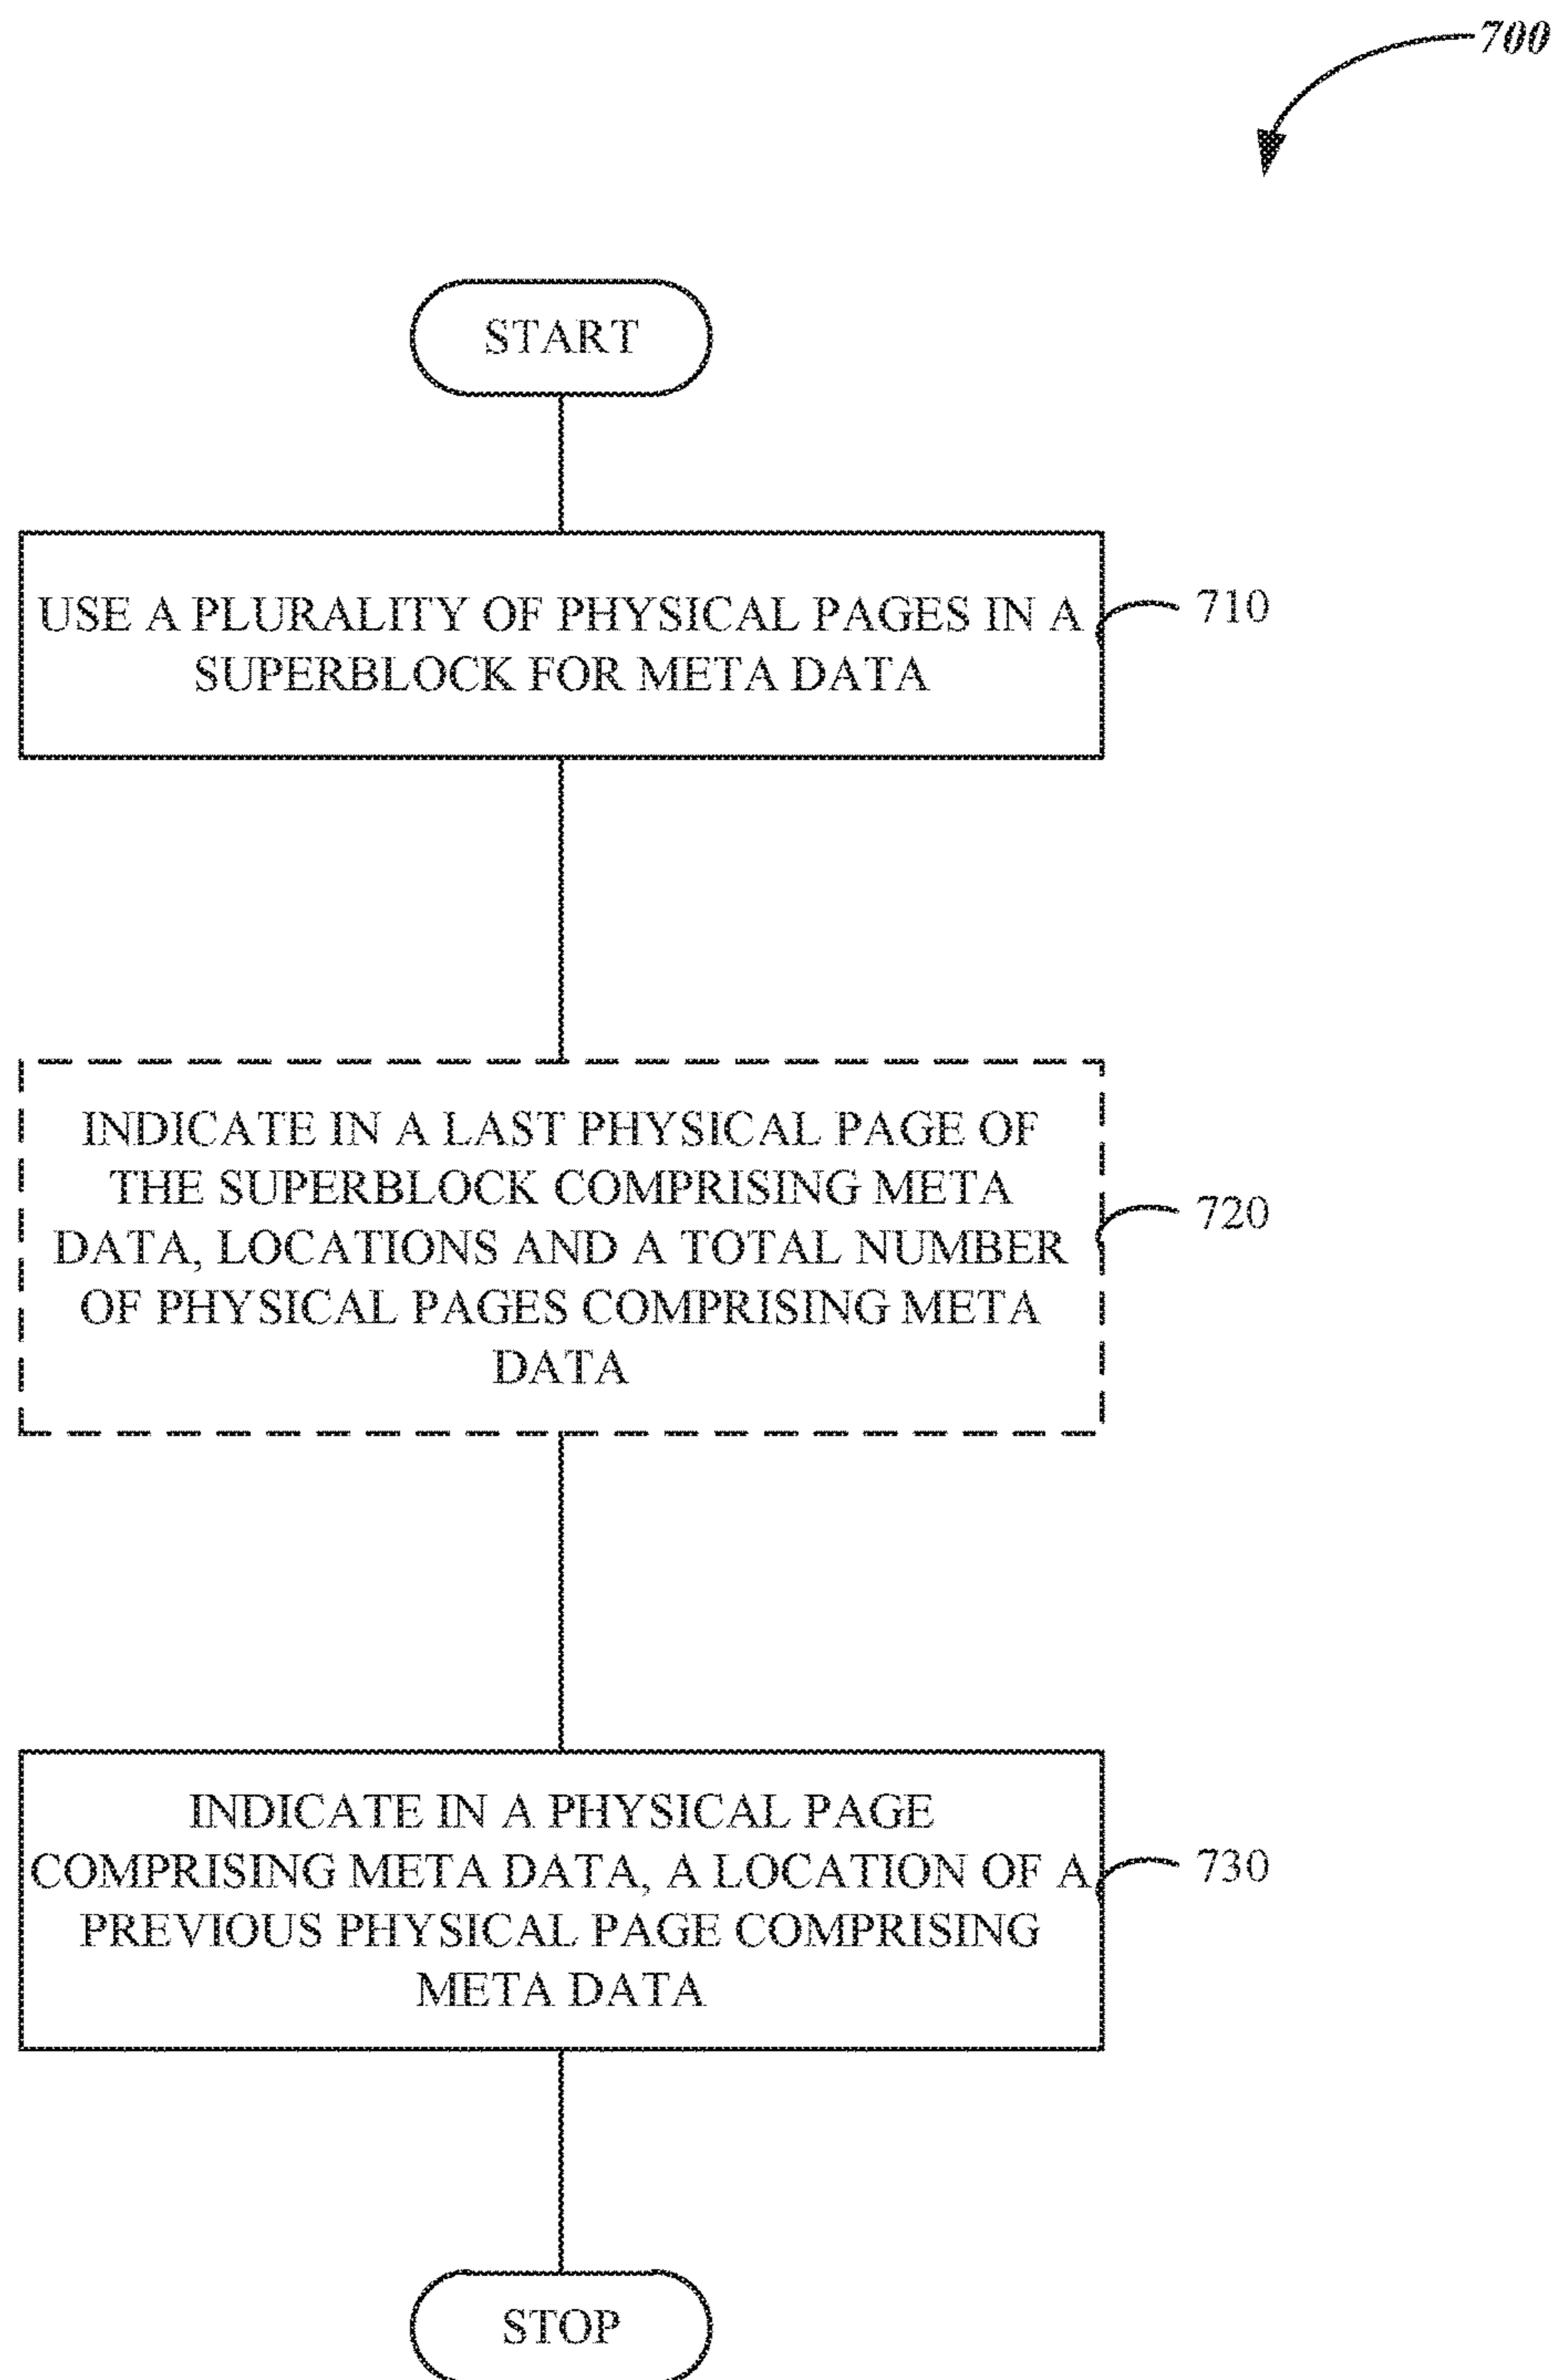 700
START
USE A PLURALITY OF PHYSICAL PAGES IN A
SUPERBLOCK FOR META DATA
710
INDICATE IN A LAST PHYSICAL PAGE OF
THE SUPERBLOCK COMPRISING META
DATA, LOCATIONS AND A TOTAL NUMBER
OF PHYSICAL PAGES COMPRISING META
DATA
720
INDICATE IN A PHYSICAL PAGE
COMPRISING META DATA, A LOCATION OF A
PREVIOUS PHYSICAL PAGE COMPRISING
META DATA
730
STOP